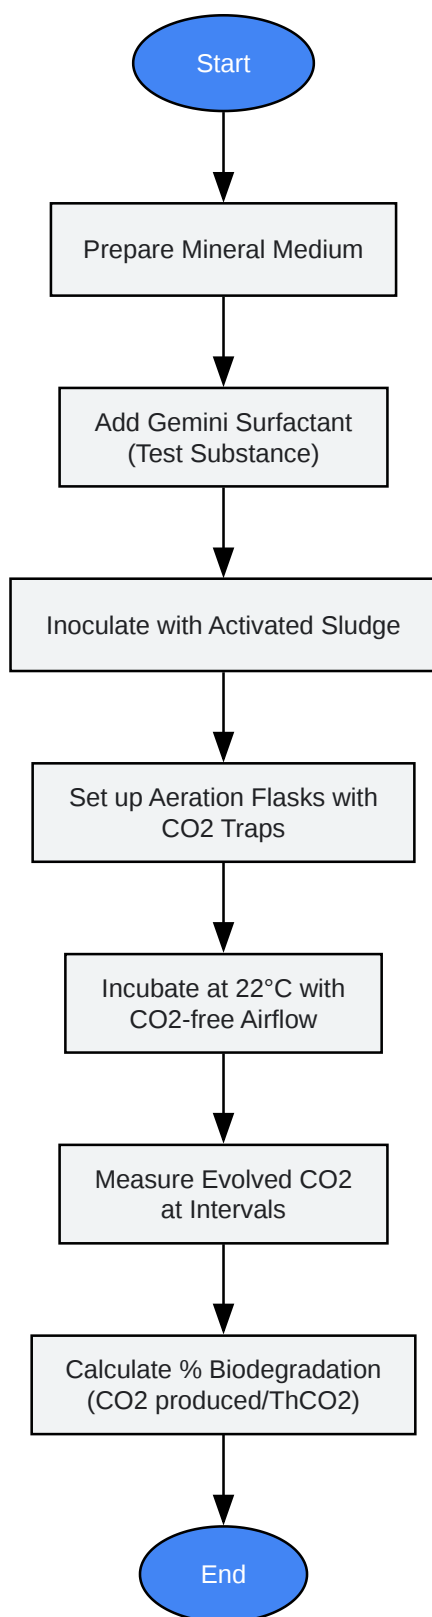 Start
Prepare Mineral Medium
Add Gemini Surfactant
(Test Substance)
Inoculate with Activated Sludge
Set up Aeration Flasks with
CO2 Traps
Incubate at 22°C with
CO2-free Airflow
Measure Evolved CO2
at Intervals
Calculate % Biodegradation
(CO2 produced/ThCO2)
End